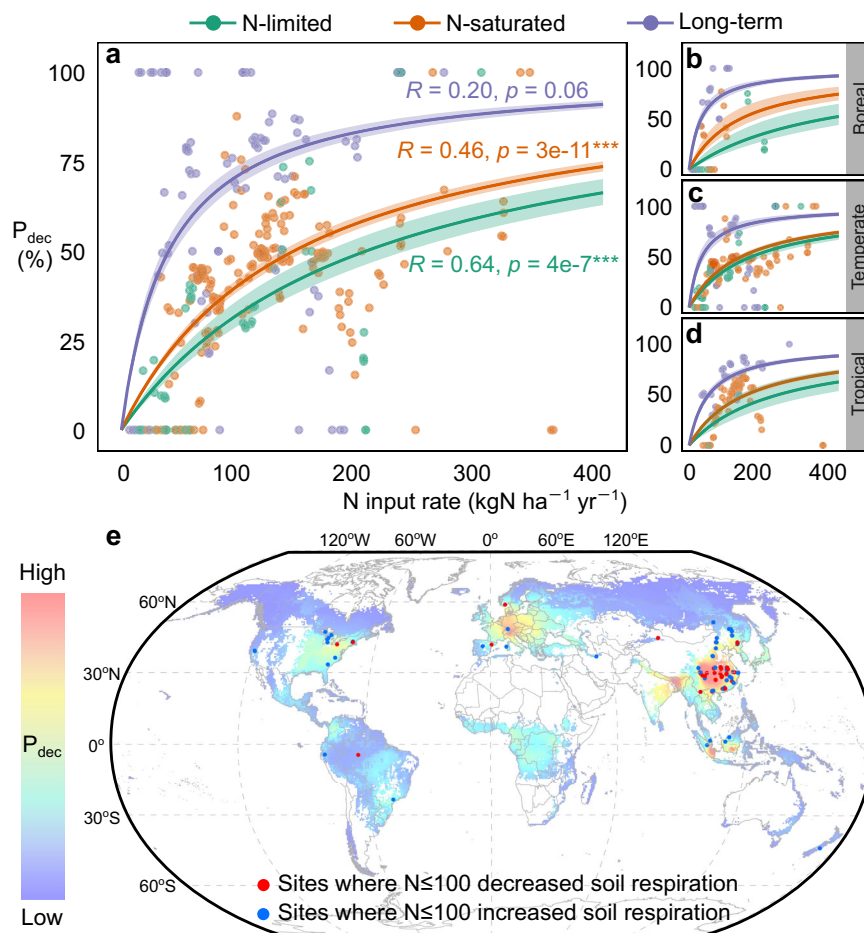 N-limited N-saturated Long-term
a
100
75
50
25
0
P_dec
(%)
R = 0.20, p = 0.06
R = 0.46, p = 3e-11***
R = 0.64, p = 4e-7***
0 100 200 300 400
N input rate (kgN ha⁻¹ yr⁻¹)
b
100
50
0
Boreal
c
100
50
0
Temperate
d
100
50
0
Tropical
0 200 400
e
120°W 60°W 0° 60°E 120°E
60°N
30°N
0°
30°S
60°S
High
P_dec
Low
Sites where N≤100 decreased soil respiration
Sites where N≤100 increased soil respiration